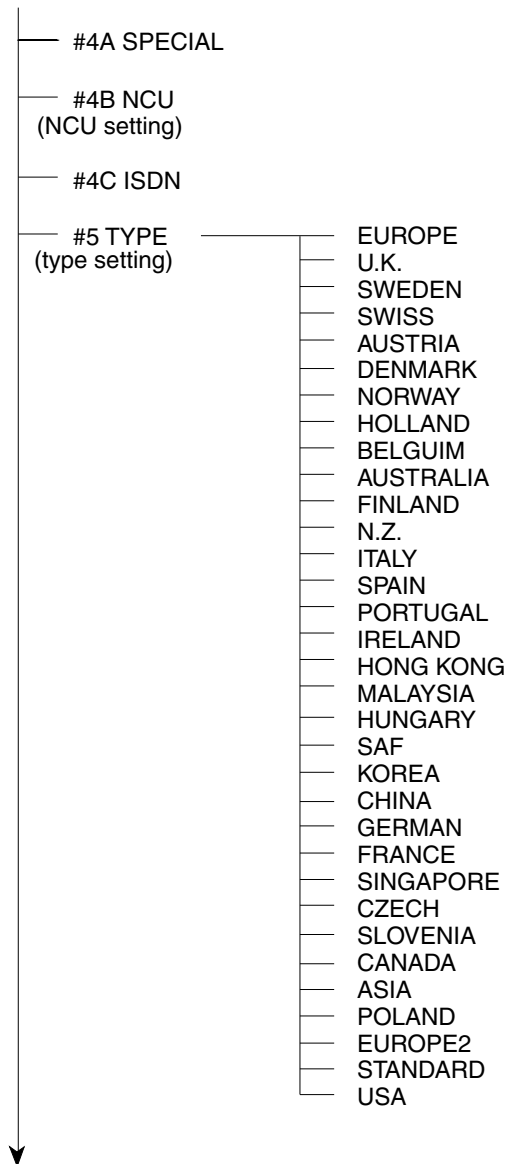 #4A SPECIAL
#4B NCU
(NCU setting)
#4C ISDN
#5 TYPE
(type setting)
EUROPE
U.K.
SWEDEN
SWISS
AUSTRIA
DENMARK
NORWAY
HOLLAND
BELGUIM
AUSTRALIA
FINLAND
N.Z.
ITALY
SPAIN
PORTUGAL
IRELAND
HONG KONG
MALAYSIA
HUNGARY
SAF
KOREA
CHINA
GERMAN
FRANCE
SINGAPORE
CZECH
SLOVENIA
CANADA
ASIA
POLAND
EUROPE2
STANDARD
USA